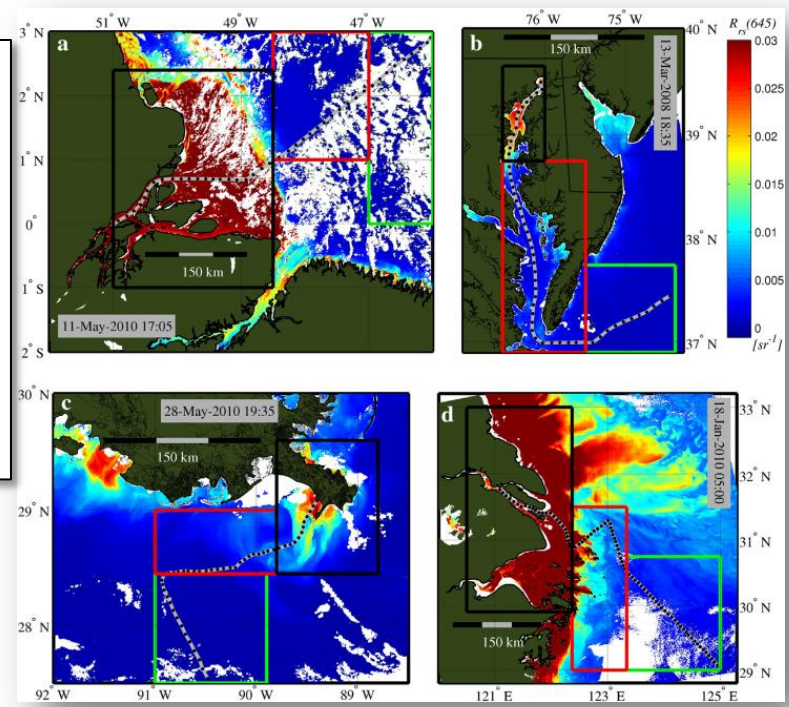 51° W 49° W 47° W
3° N
a
2° N
1° N
0°
1° S
2° S
150 km
11-May-2010 17:05
76° W 75° W
40° N
b
150 km
39° N
38° N
37° N
13-Mar-2008 18:35
Rrs(645)
0.03
0.025
0.02
0.015
0.01
0.005
0
[sr⁻¹]
30° N
c
28-May-2010 19:35
150 km
29° N
28° N
92° W 91° W 90° W 89° W
d
18-Jan-2010 05:00
33° N
32° N
31° N
30° N
29° N
150 km
121° E 123° E 125° E